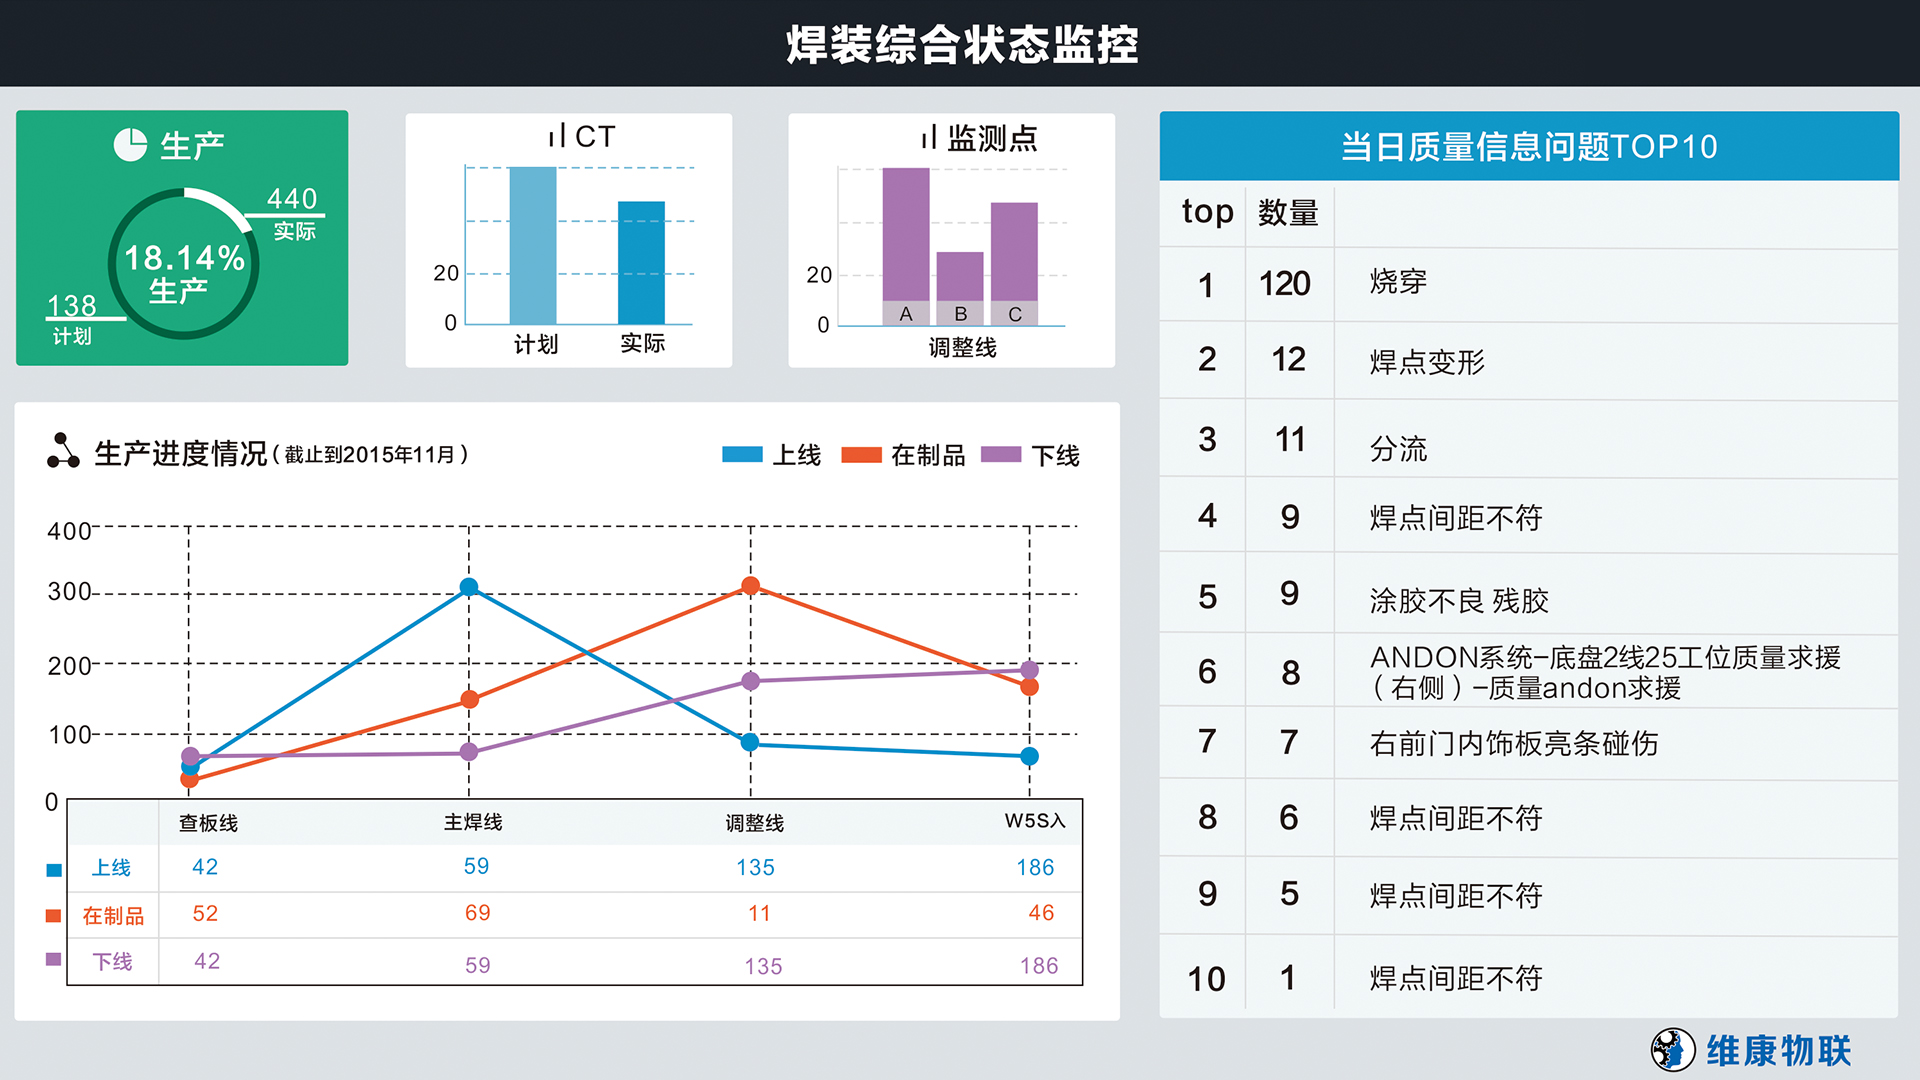 焊装综合状态监控
生产
440
实际
18.14%
生产
138
计划
CT
20
0
计划
实际
监测点
20
0
A
B
C
调整线
生产进度情况(截止到2015年11月)
上线
在制品
下线
400
300
200
100
0
查板线 主焊线 调整线 W5S入
上线 42 59 135 186
在制品 52 69 11 46
下线 42 59 135 186
当日质量信息问题TOP10
top 数量
1 120 烧穿
2 12 焊点变形
3 11 分流
4 9 焊点间距不符
5 9 涂胶不良 残胶
6 8 ANDON系统-底盘2线25工位质量求援
(右侧)-质量andon求援
7 7 右前门内饰板亮条碰伤
8 6 焊点间距不符
9 5 焊点间距不符
10 1 焊点间距不符
维康物联